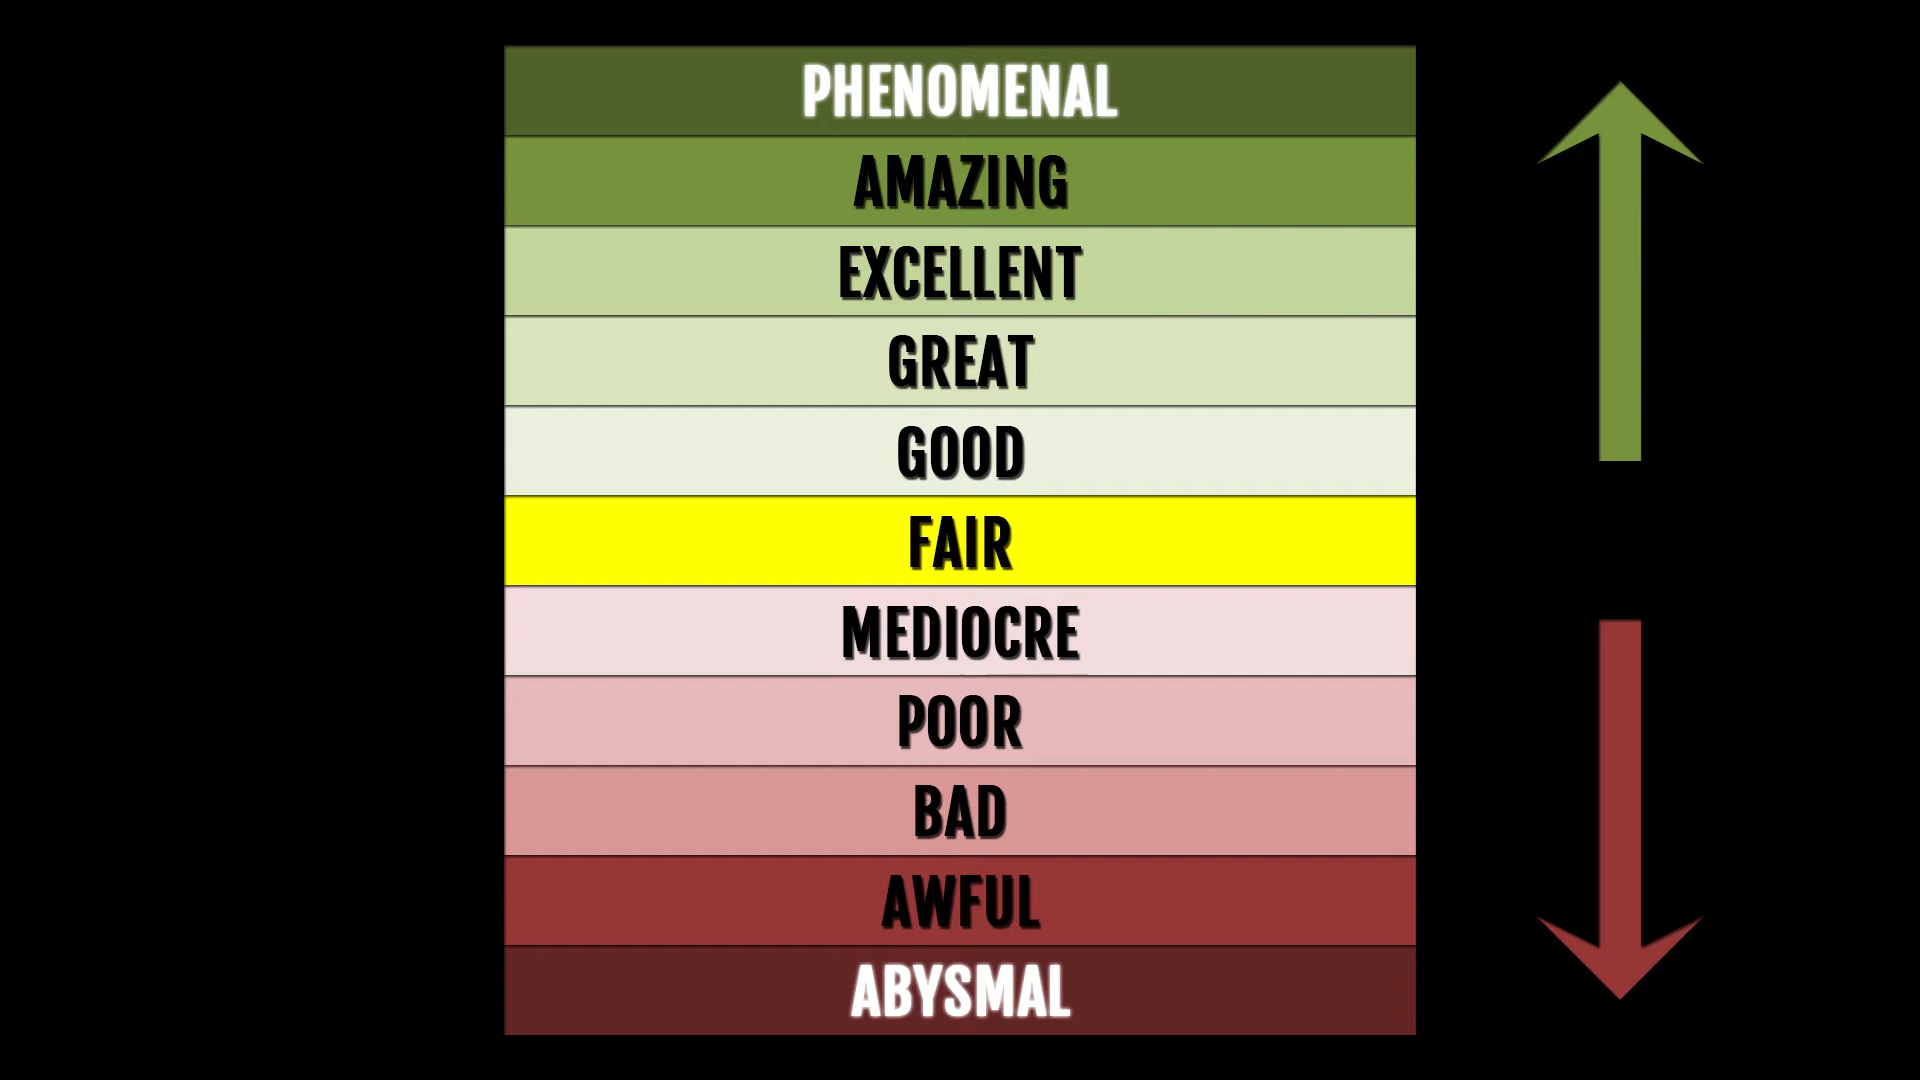 PHENOMENAL
AMAZING
EXCELLENT
GREAT
GOOD
FAIR
MEDIOCRE
POOR
BAD
AWFUL
ABYSMAL